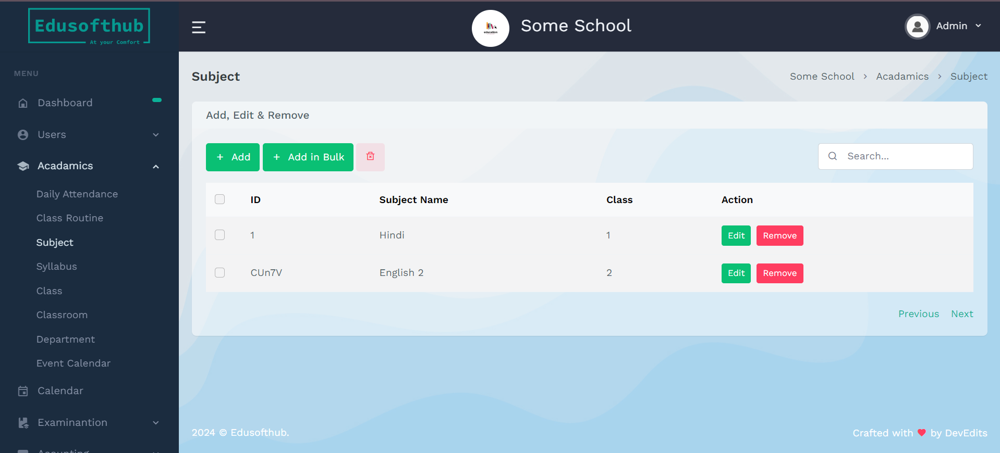 Edusofthub
At your Comfort
education
Some School
Admin
MENU
Dashboard
Users
Acadamics
Daily Attendance
Class Routine
Subject
Syllabus
Class
Classroom
Department
Event Calendar
Calendar
Examinantion
Acounting
Subject
Some School > Acadamics > Subject
Add, Edit & Remove
+ Add
+ Add in Bulk
Search...
ID Subject Name Class Action
1 Hindi 1 Edit Remove
CUn7V English 2 2 Edit Remove
Previous Next
2024 © Edusofthub.
Crafted with ❤ by DevEdits